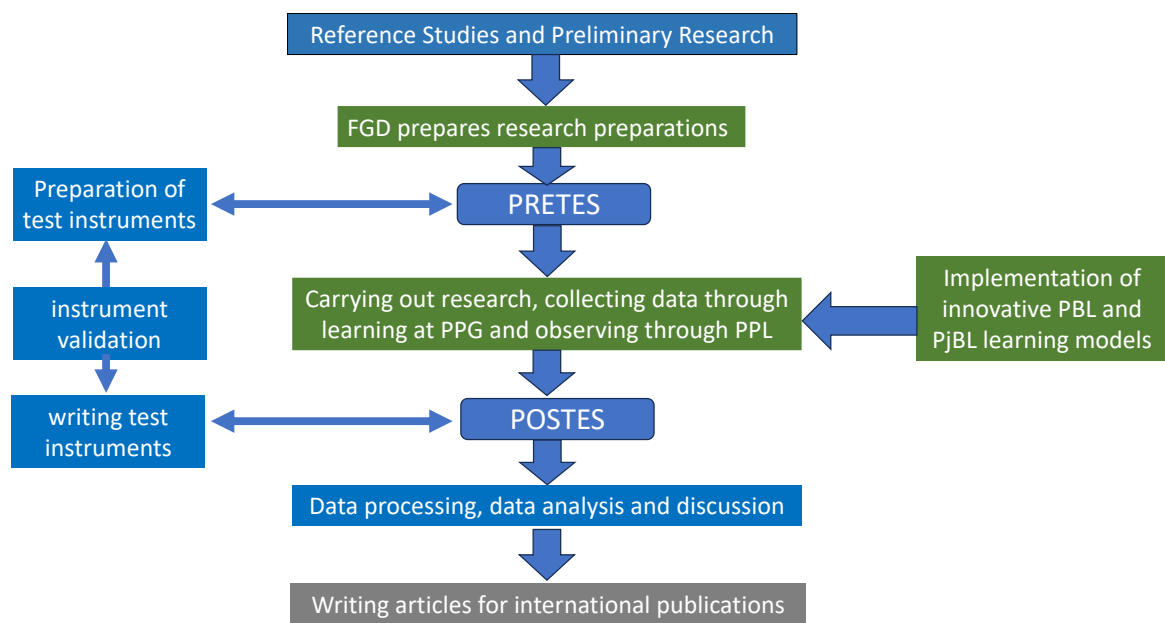 Reference Studies and Preliminary Research
FGD prepares research preparations
Preparation of
test instruments
PRETES
instrument
validation
Carrying out research, collecting data through
learning at PPG and observing through PPL
Implementation of
innovative PBL and
PjBL learning models
writing test
instruments
POSTES
Data processing, data analysis and discussion
Writing articles for international publications